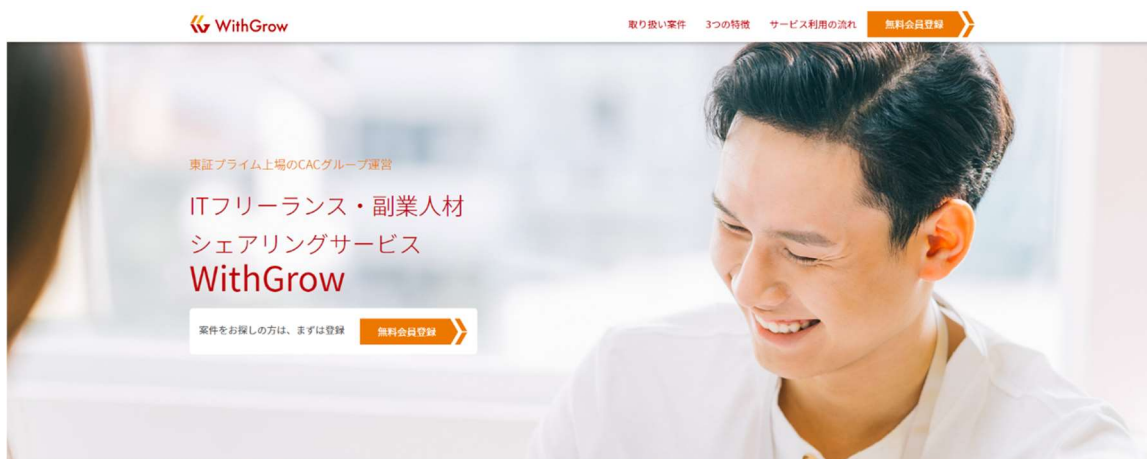 WithGrow
取り扱い案件
3つの特徴
サービス利用の流れ
無料会員登録
東証プライム上場のCACグループ運営
ITフリーランス・副業人材
シェアリングサービス
WithGrow
案件をお探しの方は、まずは登録
無料会員登録